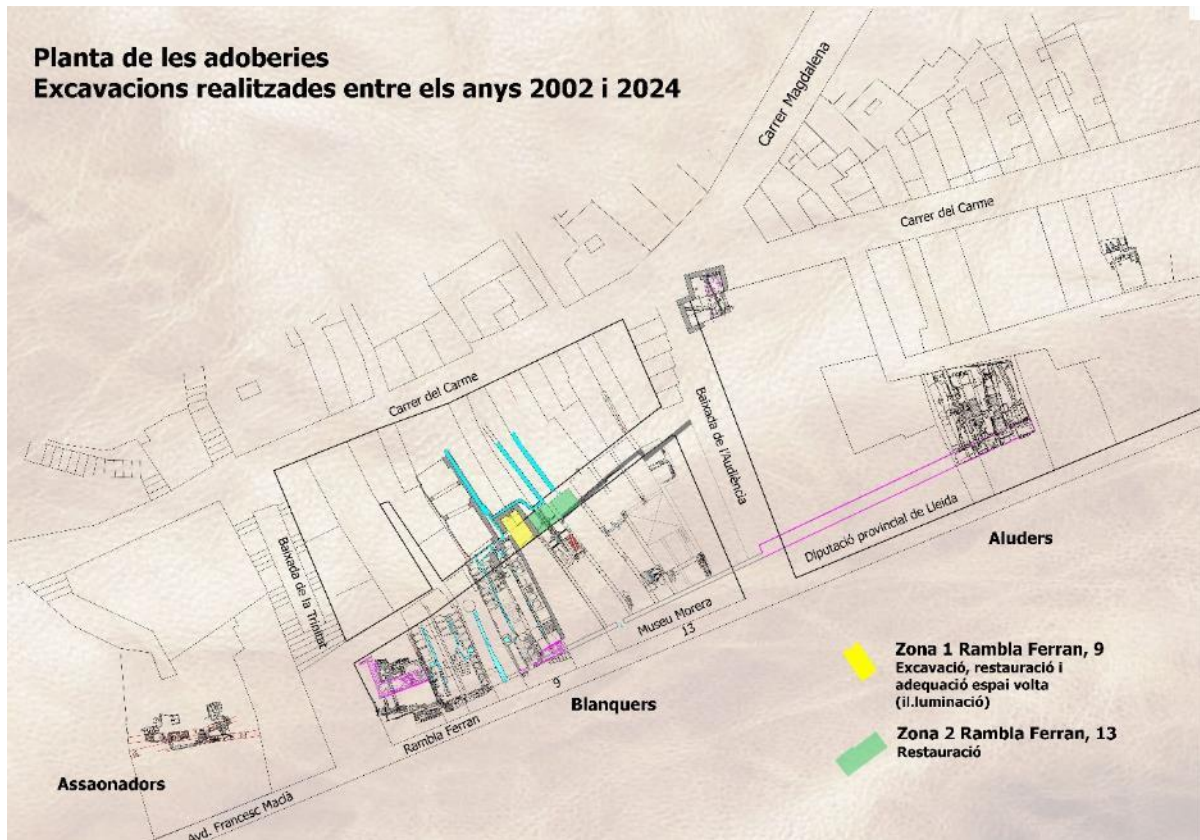 Planta de les adoberies
Excavacions realitzades entre els anys 2002 i 2024
Carrer Magdalena
Carrer del Carme
Carrer del Carme
Baixada de l'Audiència
Baixada de la Trinitat
Diputació provincial de Lleida
Aluders
Museu Morera
13
9
Blanquers
Rambla Ferran
Assaonadors
Avd. Francesc Macià
Zona 1 Rambla Ferran, 9
Excavació, restauració i
adequació espai volta
(il.luminació)
Zona 2 Rambla Ferran, 13
Restauració